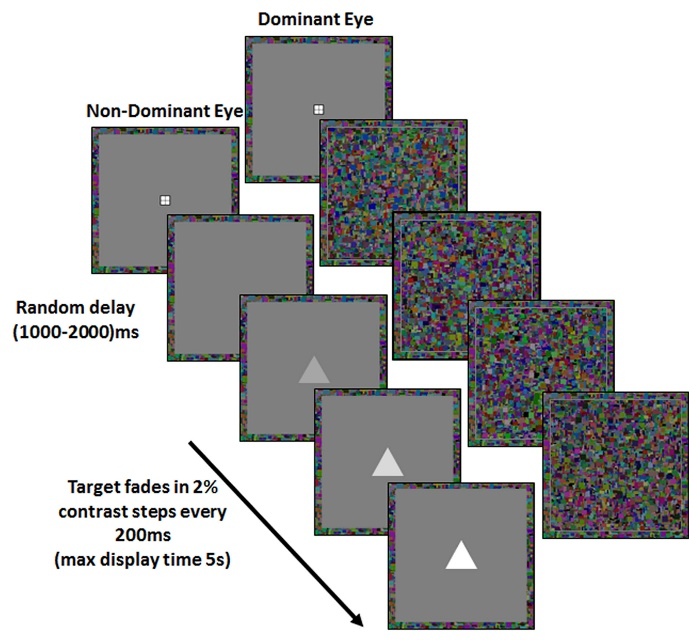 Dominant Eye
Non-Dominant Eye
Random delay
(1000-2000)ms
Target fades in 2%
contrast steps every
200ms
(max display time 5s)